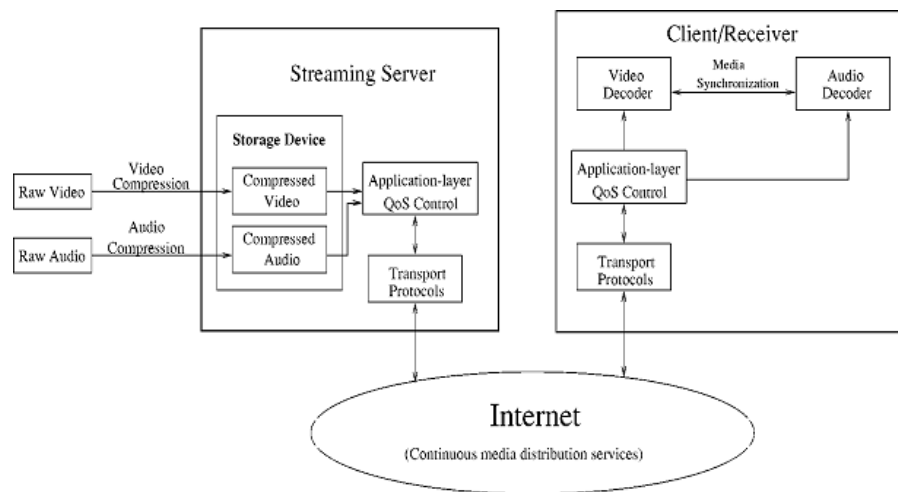 Streaming Server
Storage Device
Raw Video
Video
Compression
Compressed
Video
Raw Audio
Audio
Compression
Compressed
Audio
Application-layer
QoS Control
Transport
Protocols
Client/Receiver
Video
Decoder
Media
Synchronization
Audio
Decoder
Application-layer
QoS Control
Transport
Protocols
Internet
(Continuous media distribution services)